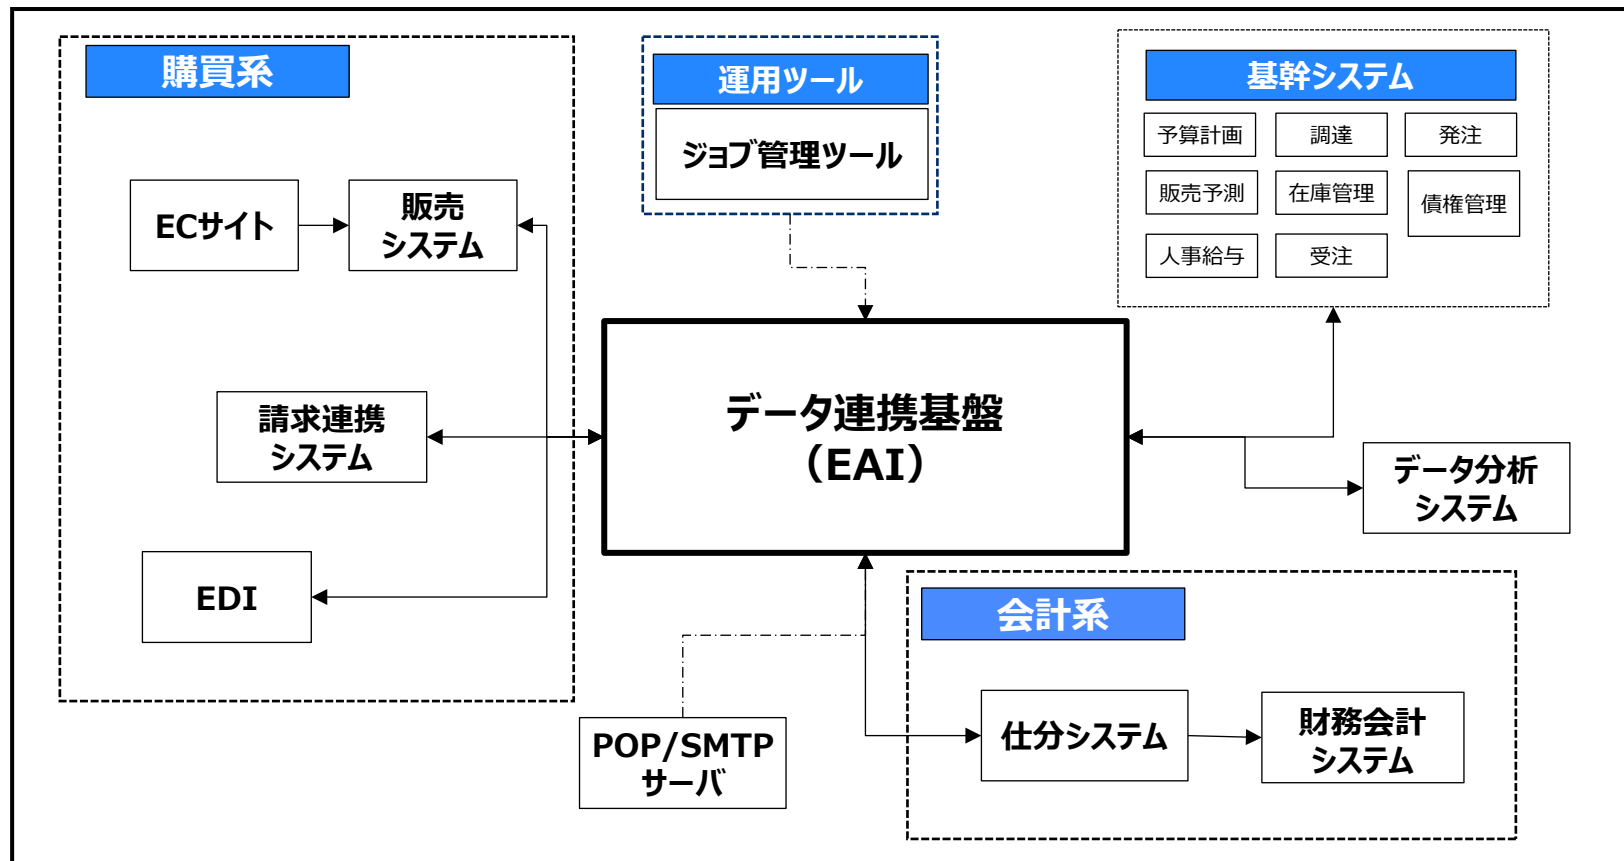 購買系
ECサイト
販売
システム
請求連携
システム
EDI
運用ツール
ジョブ管理ツール
基幹システム
予算計画
調達
発注
販売予測
在庫管理
債権管理
人事給与
受注
データ連携基盤
（EAI）
データ分析
システム
POP/SMTP
サーバ
会計系
仕分システム
財務会計
システム